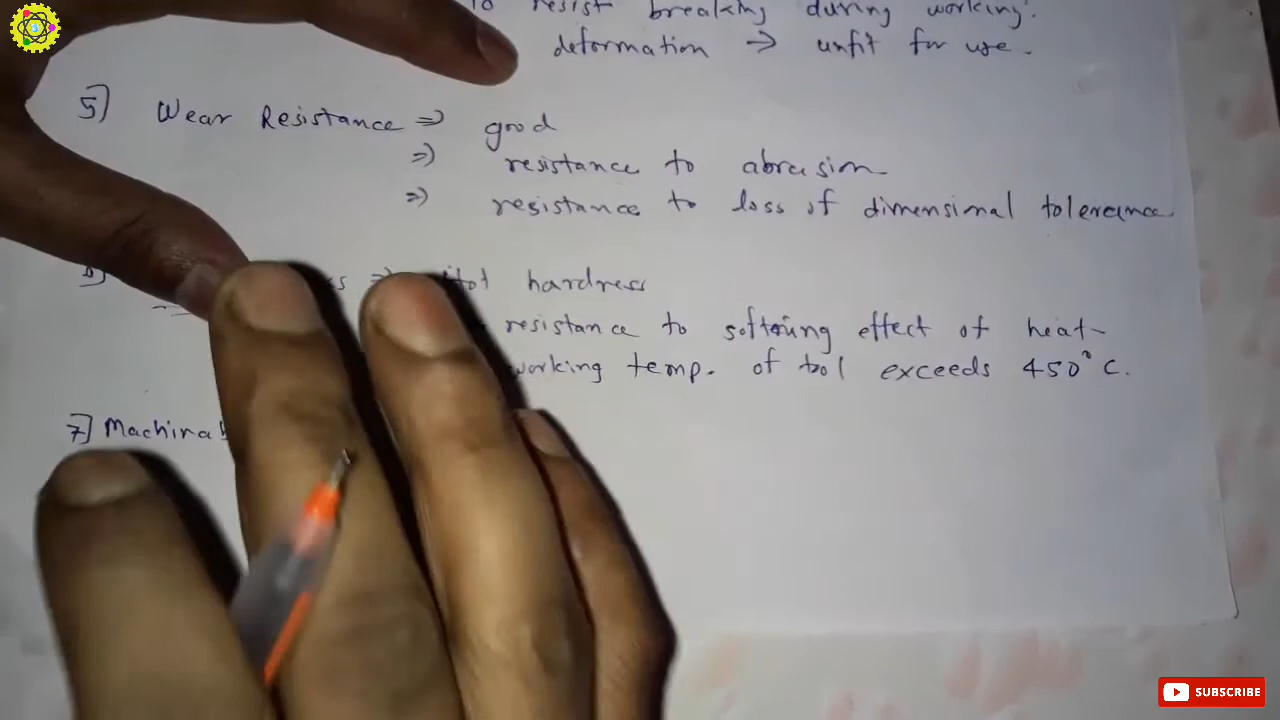 To resist breaking during working.
deformation → unfit for use.
5] Wear Resistance ⇒ good
⇒ resistance to abrasion
⇒ resistance to loss of dimensional tolerance.
hardness
resistance to softening effect of heat
working temp. of tool exceeds 450°C.
7]
SUBSCRIBE